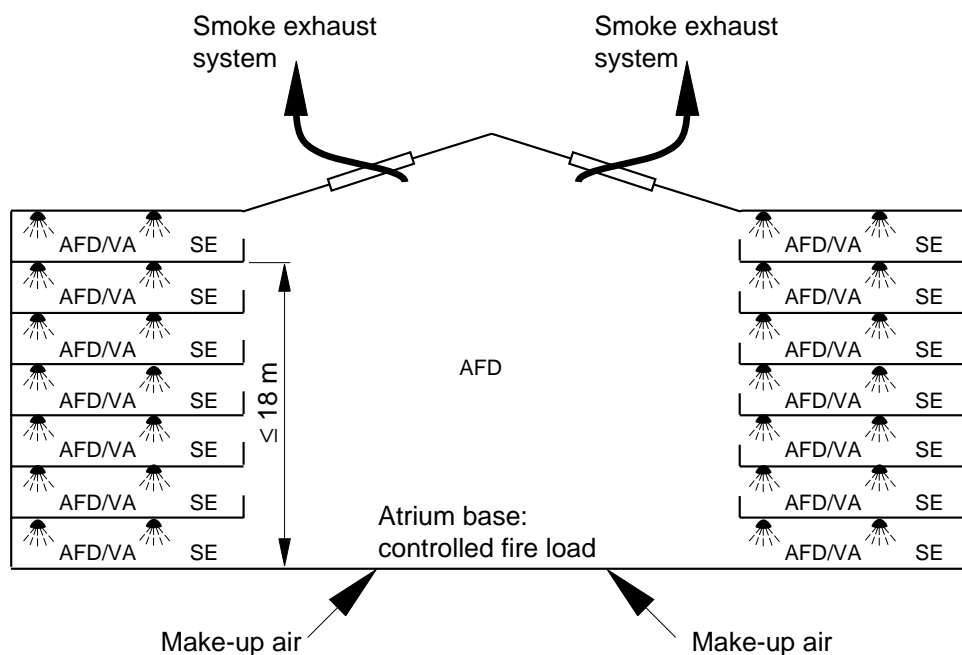 Smoke exhaust
system
Smoke exhaust
system
AFD/VA SE
AFD/VA SE
AFD/VA SE
AFD/VA SE
AFD/VA SE
AFD/VA SE
AFD/VA SE
≤ 18 m
AFD
Atrium base:
controlled fire load
AFD/VA SE
AFD/VA SE
AFD/VA SE
AFD/VA SE
AFD/VA SE
AFD/VA SE
AFD/VA SE
Make-up air
Make-up air